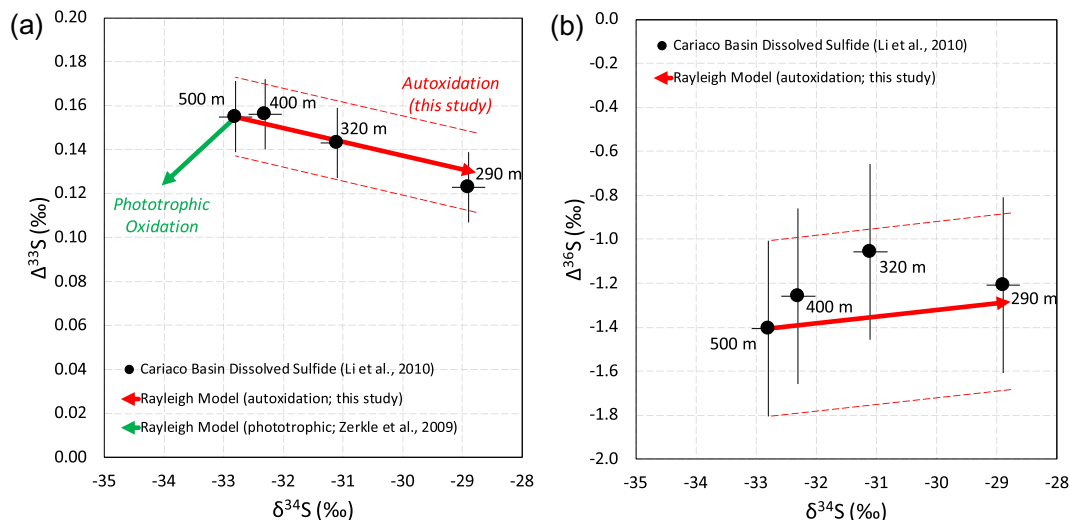 (a)
0.20
0.18
0.16
0.14
0.12
0.10
0.08
0.06
0.04
0.02
0.00
Δ³³S (‰)
500 m
400 m
320 m
290 m
Autoxidation
(this study)
Phototrophic
Oxidation
Cariaco Basin Dissolved Sulfide (Li et al., 2010)
Rayleigh Model (autoxidation; this study)
Rayleigh Model (phototrophic; Zerkle et al., 2009)
-35 -34 -33 -32 -31 -30 -29 -28
δ³⁴S (‰)
(b)
0.0
-0.2
-0.4
-0.6
-0.8
-1.0
-1.2
-1.4
-1.6
-1.8
-2.0
Δ³⁶S (‰)
Cariaco Basin Dissolved Sulfide (Li et al., 2010)
Rayleigh Model (autoxidation; this study)
320 m
400 m
290 m
500 m
-35 -34 -33 -32 -31 -30 -29 -28
δ³⁴S (‰)